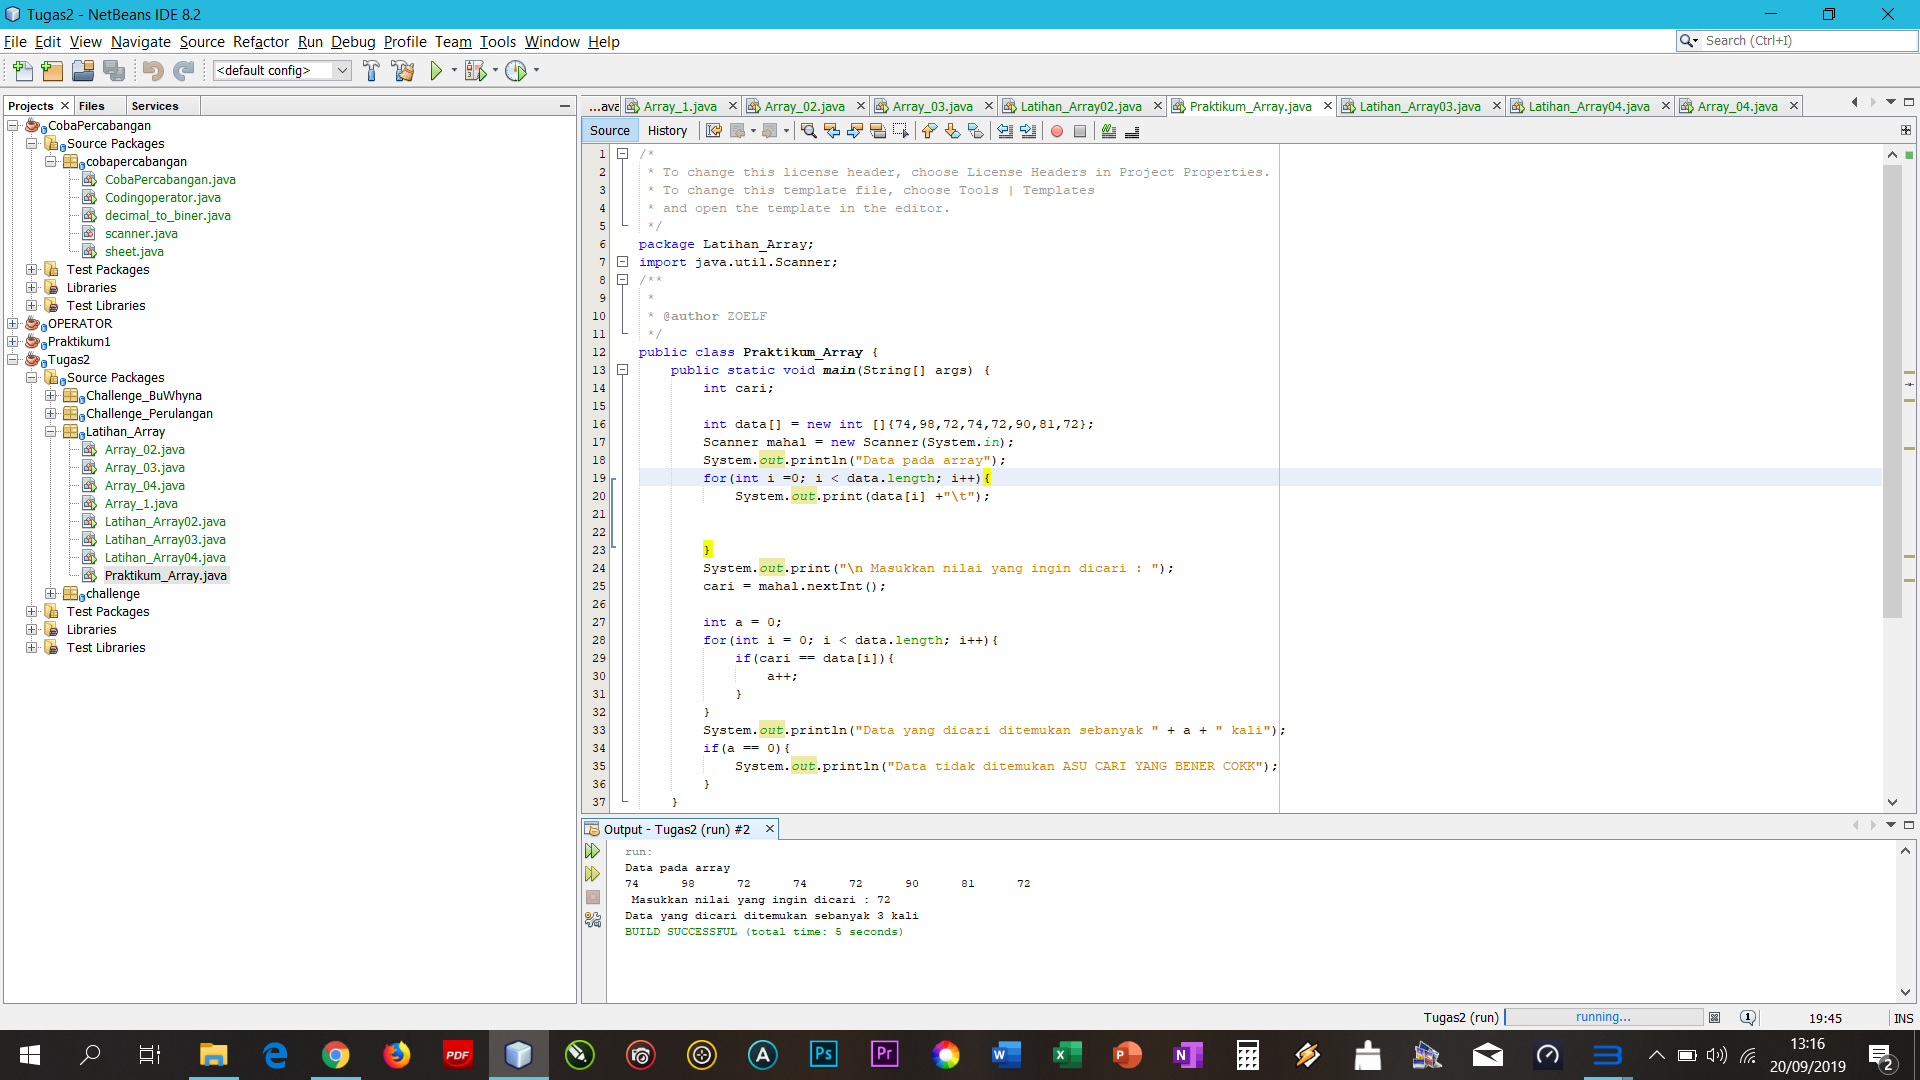 Tugas2 - NetBeans IDE 8.2
File Edit View Navigate Source Refactor Run Debug Profile Team Tools Window Help
Search (Ctrl+I)
<default config>
Projects Files Services
CobaPercabangan
Source Packages
cobapercabangan
CobaPercabangan.java
Codingoperator.java
decimal_to_biner.java
scanner.java
sheet.java
Test Packages
Libraries
Test Libraries
OPERATOR
Praktikum1
Tugas2
Source Packages
Challenge_BuWhyna
Challenge_Perulangan
Latihan_Array
Array_02.java
Array_03.java
Array_04.java
Array_1.java
Latihan_Array02.java
Latihan_Array03.java
Latihan_Array04.java
Praktikum_Array.java
challenge
Test Packages
Libraries
Test Libraries
...ava Array_1.java Array_02.java Array_03.java Latihan_Array02.java Praktikum_Array.java Latihan_Array03.java Latihan_Array04.java Array_04.java
Source History
1 /*
2 * To change this license header, choose License Headers in Project Properties.
3 * To change this template file, choose Tools | Templates
4 * and open the template in the editor.
5 */
6 package Latihan_Array;
7 import java.util.Scanner;
8 /**
9 *
10 * @author ZOELF
11 */
12 public class Praktikum_Array {
13 public static void main(String[] args) {
14 int cari;
15
16 int data[] = new int []{74,98,72,74,72,90,81,72};
17 Scanner mahal = new Scanner(System.in);
18 System.out.println("Data pada array");
19 for(int i =0; i < data.length; i++){
20 System.out.print(data[i] +"\t");
21
22
23 }
24 System.out.print("\n Masukkan nilai yang ingin dicari : ");
25 cari = mahal.nextInt();
26
27 int a = 0;
28 for(int i = 0; i < data.length; i++){
29 if(cari == data[i]){
30 a++;
31 }
32 }
33 System.out.println("Data yang dicari ditemukan sebanyak " + a + " kali");
34 if(a == 0){
35 System.out.println("Data tidak ditemukan ASU CARI YANG BENER COKK");
36 }
37 }
Output - Tugas2 (run) #2
run:
Data pada array
74 98 72 74 72 90 81 72
Masukkan nilai yang ingin dicari : 72
Data yang dicari ditemukan sebanyak 3 kali
BUILD SUCCESSFUL (total time: 5 seconds)
Tugas2 (run) running... 1 19:45 INS
PDF Ps Pr 13:16
20/09/2019 2